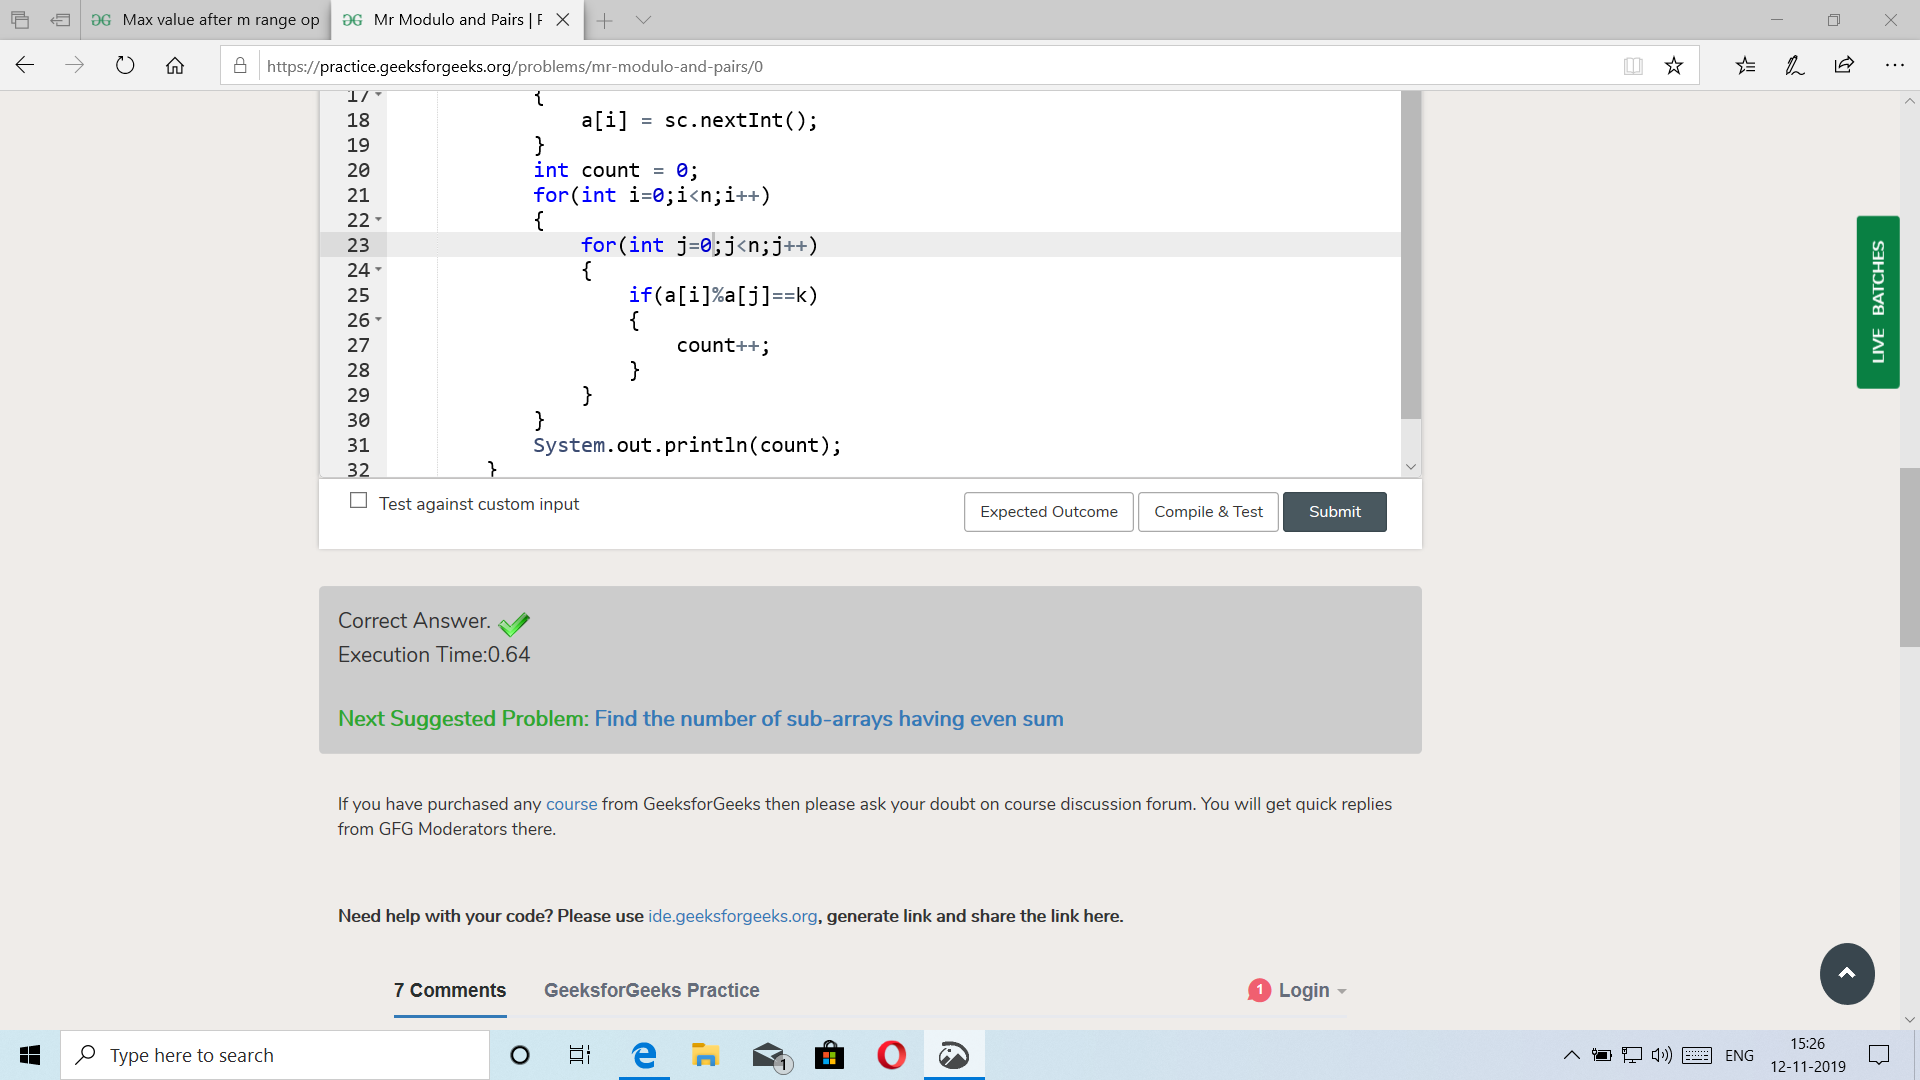 Max value after m range op
Mr Modulo and Pairs | F
https://practice.geeksforgeeks.org/problems/mr-modulo-and-pairs/0
17 {
18 a[i] = sc.nextInt();
19 }
20 int count = 0;
21 for(int i=0;i<n;i++)
22 {
23 for(int j=0;j<n;j++)
24 {
25 if(a[i]%a[j]==k)
26 {
27 count++;
28 }
29 }
30 }
31 System.out.println(count);
32 }
LIVE BATCHES
Test against custom input
Expected Outcome
Compile & Test
Submit
Correct Answer.
Execution Time:0.64
Next Suggested Problem: Find the number of sub-arrays having even sum
If you have purchased any course from GeeksforGeeks then please ask your doubt on course discussion forum. You will get quick replies
from GFG Moderators there.
Need help with your code? Please use ide.geeksforgeeks.org, generate link and share the link here.
7 Comments
GeeksforGeeks Practice
1 Login
Type here to search
1
ENG
15:26
12-11-2019